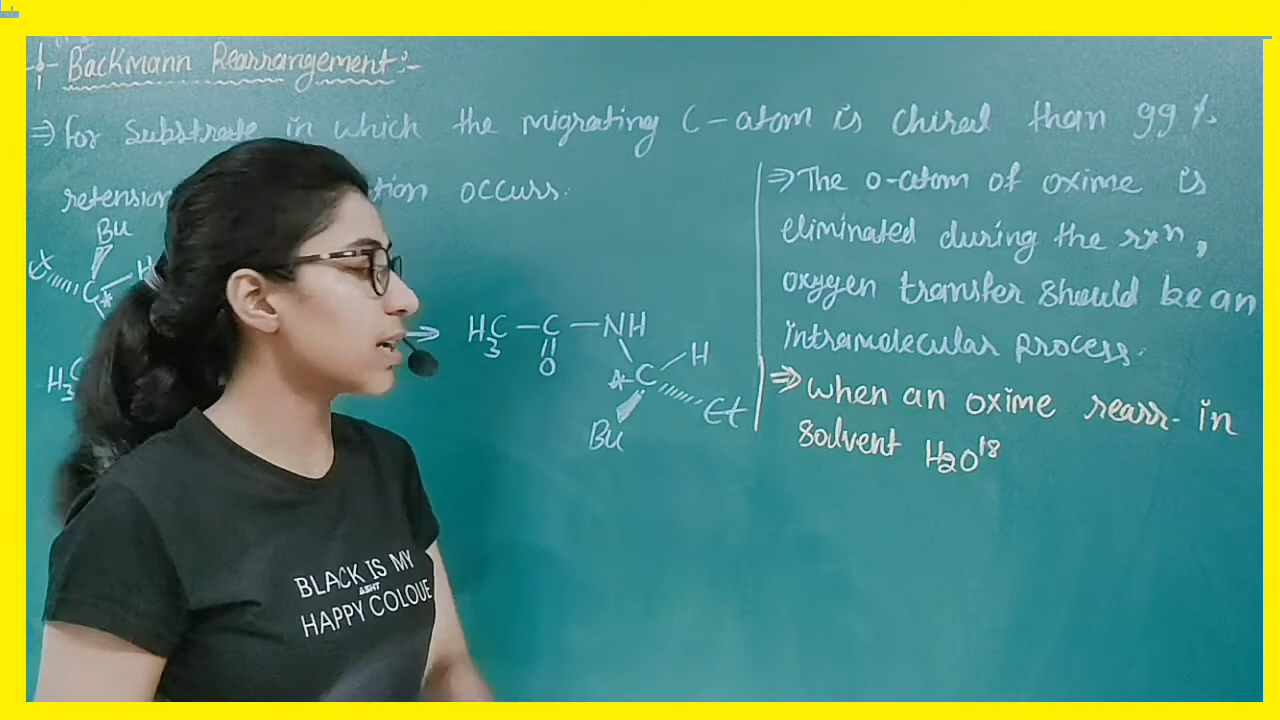 Backmann Rearrangement :-
⇒ for substrate in which the migrating C-atom is chiral than 99 %
retension occurs.
Bu
H
C *
H3C
H3C - C - NH
O
* C H
Et
Bu
⇒ The o-atom of oxime is
eliminated during the rxn,
oxygen transfer should be an
intramolecular process.
⇒ when an oxime rearr- in
solvent H2O18
BLACK IS MY
HAPPY COLOUE